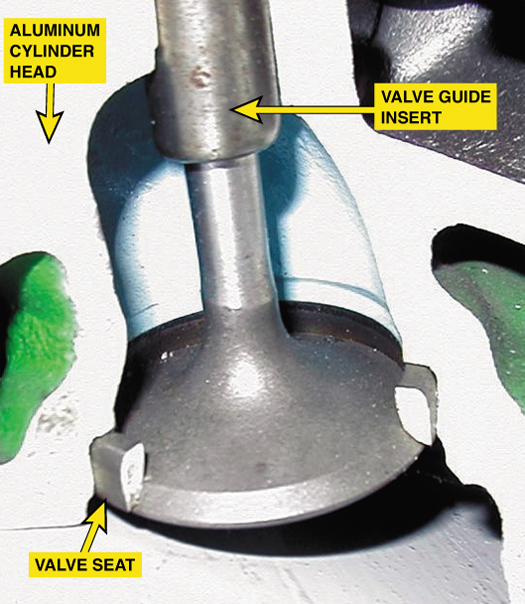 ALUMINUM
CYLINDER
HEAD
VALVE GUIDE
INSERT
VALVE SEAT